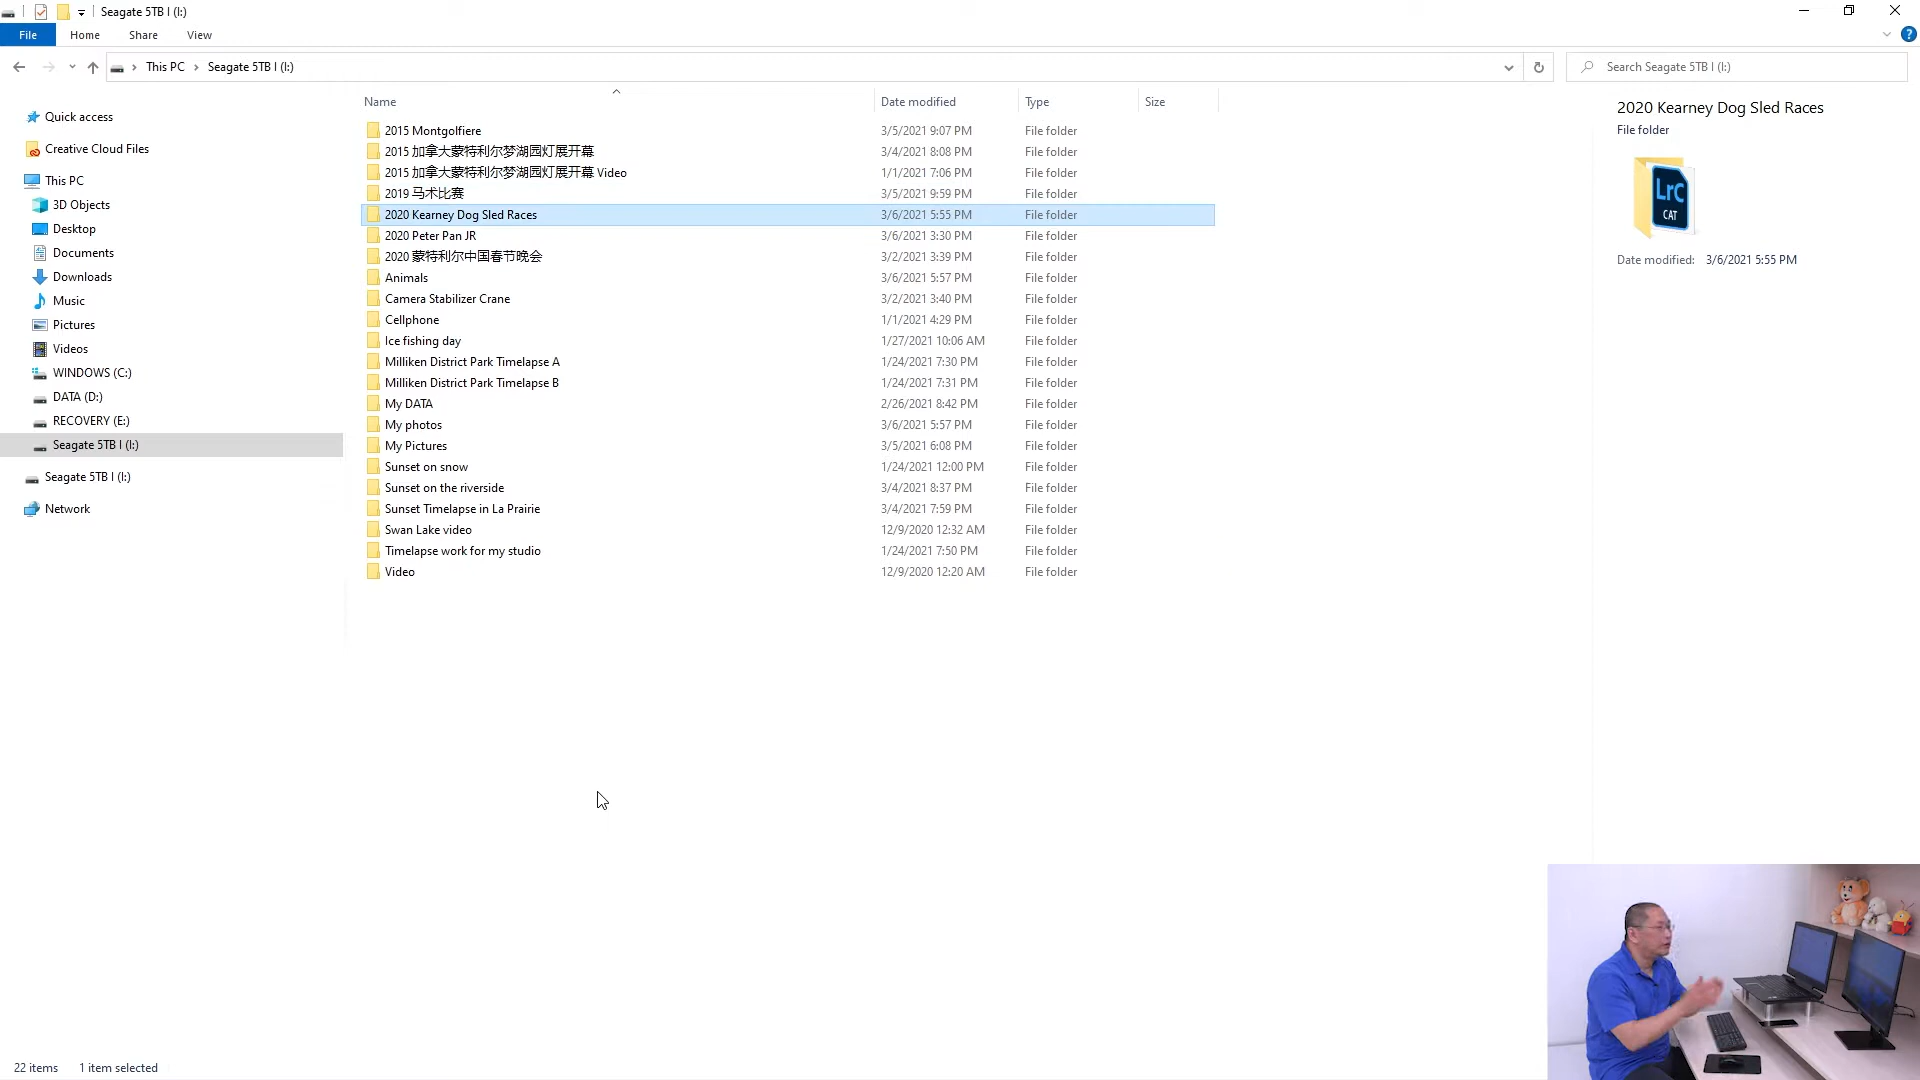 Seagate 5TB I (I:)
File Home Share View
?
This PC Seagate 5TB I (I:)
Search Seagate 5TB I (I:)
Quick access
Creative Cloud Files
This PC
3D Objects
Desktop
Documents
Downloads
Music
Pictures
Videos
WINDOWS (C:)
DATA (D:)
RECOVERY (E:)
Seagate 5TB I (I:)
Seagate 5TB I (I:)
Network
Name Date modified Type Size
2015 Montgolfiere 3/5/2021 9:07 PM File folder
2015 加拿大蒙特利尔梦湖园灯展开幕 3/4/2021 8:08 PM File folder
2015 加拿大蒙特利尔梦湖园灯展开幕 Video 1/1/2021 7:06 PM File folder
2019 马术比赛 3/5/2021 9:59 PM File folder
2020 Kearney Dog Sled Races 3/6/2021 5:55 PM File folder
2020 Peter Pan JR 3/6/2021 3:30 PM File folder
2020 蒙特利尔中国春节晚会 3/2/2021 3:39 PM File folder
Animals 3/6/2021 5:57 PM File folder
Camera Stabilizer Crane 3/2/2021 3:40 PM File folder
Cellphone 1/1/2021 4:29 PM File folder
Ice fishing day 1/27/2021 10:06 AM File folder
Milliken District Park Timelapse A 1/24/2021 7:30 PM File folder
Milliken District Park Timelapse B 1/24/2021 7:31 PM File folder
My DATA 2/26/2021 8:42 PM File folder
My photos 3/6/2021 5:57 PM File folder
My Pictures 3/5/2021 6:08 PM File folder
Sunset on snow 1/24/2021 12:00 PM File folder
Sunset on the riverside 3/4/2021 8:37 PM File folder
Sunset Timelapse in La Prairie 3/4/2021 7:59 PM File folder
Swan Lake video 12/9/2020 12:32 AM File folder
Timelapse work for my studio 1/24/2021 7:50 PM File folder
Video 12/9/2020 12:20 AM File folder
2020 Kearney Dog Sled Races
File folder
LrC
CAT
Date modified: 3/6/2021 5:55 PM
22 items 1 item selected